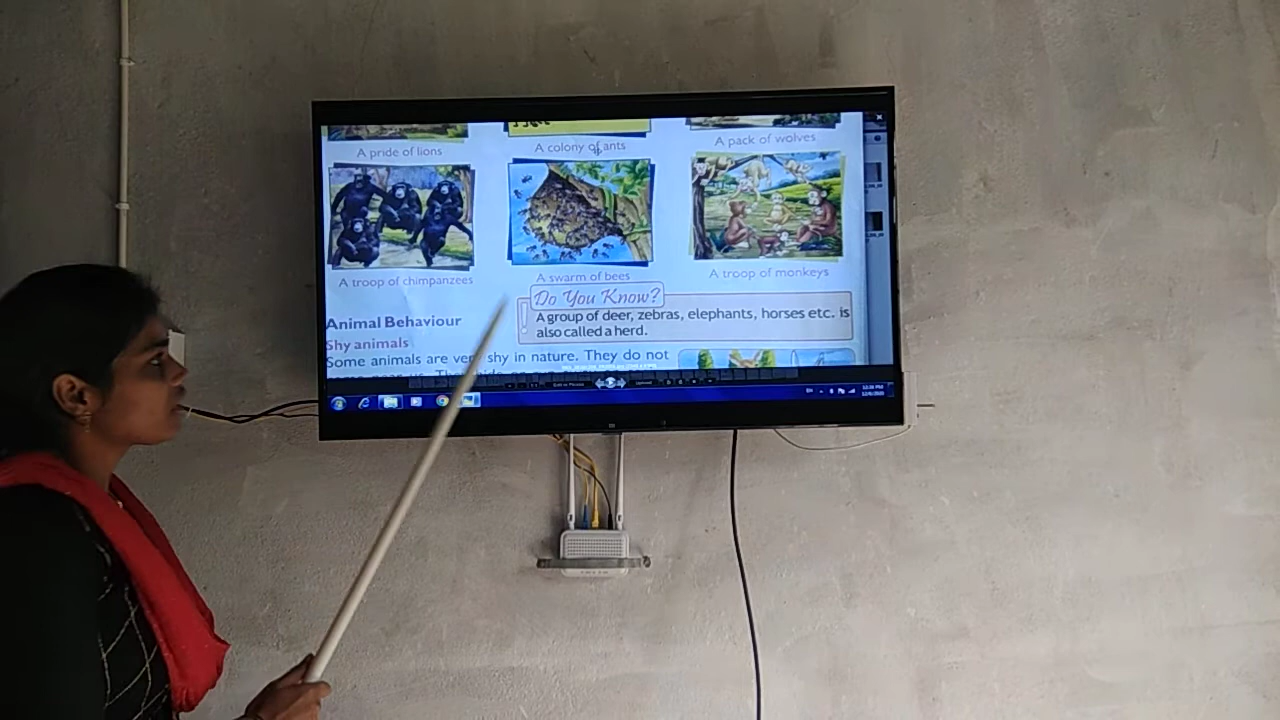 A pride of lions
A colony of ants
A pack of wolves
A troop of chimpanzees
A swarm of bees
A troop of monkeys
Do You Know?
A group of deer, zebras, elephants, horses etc. is
also called a herd.
Animal Behaviour
Shy animals
Some animals are very shy in nature. They do not